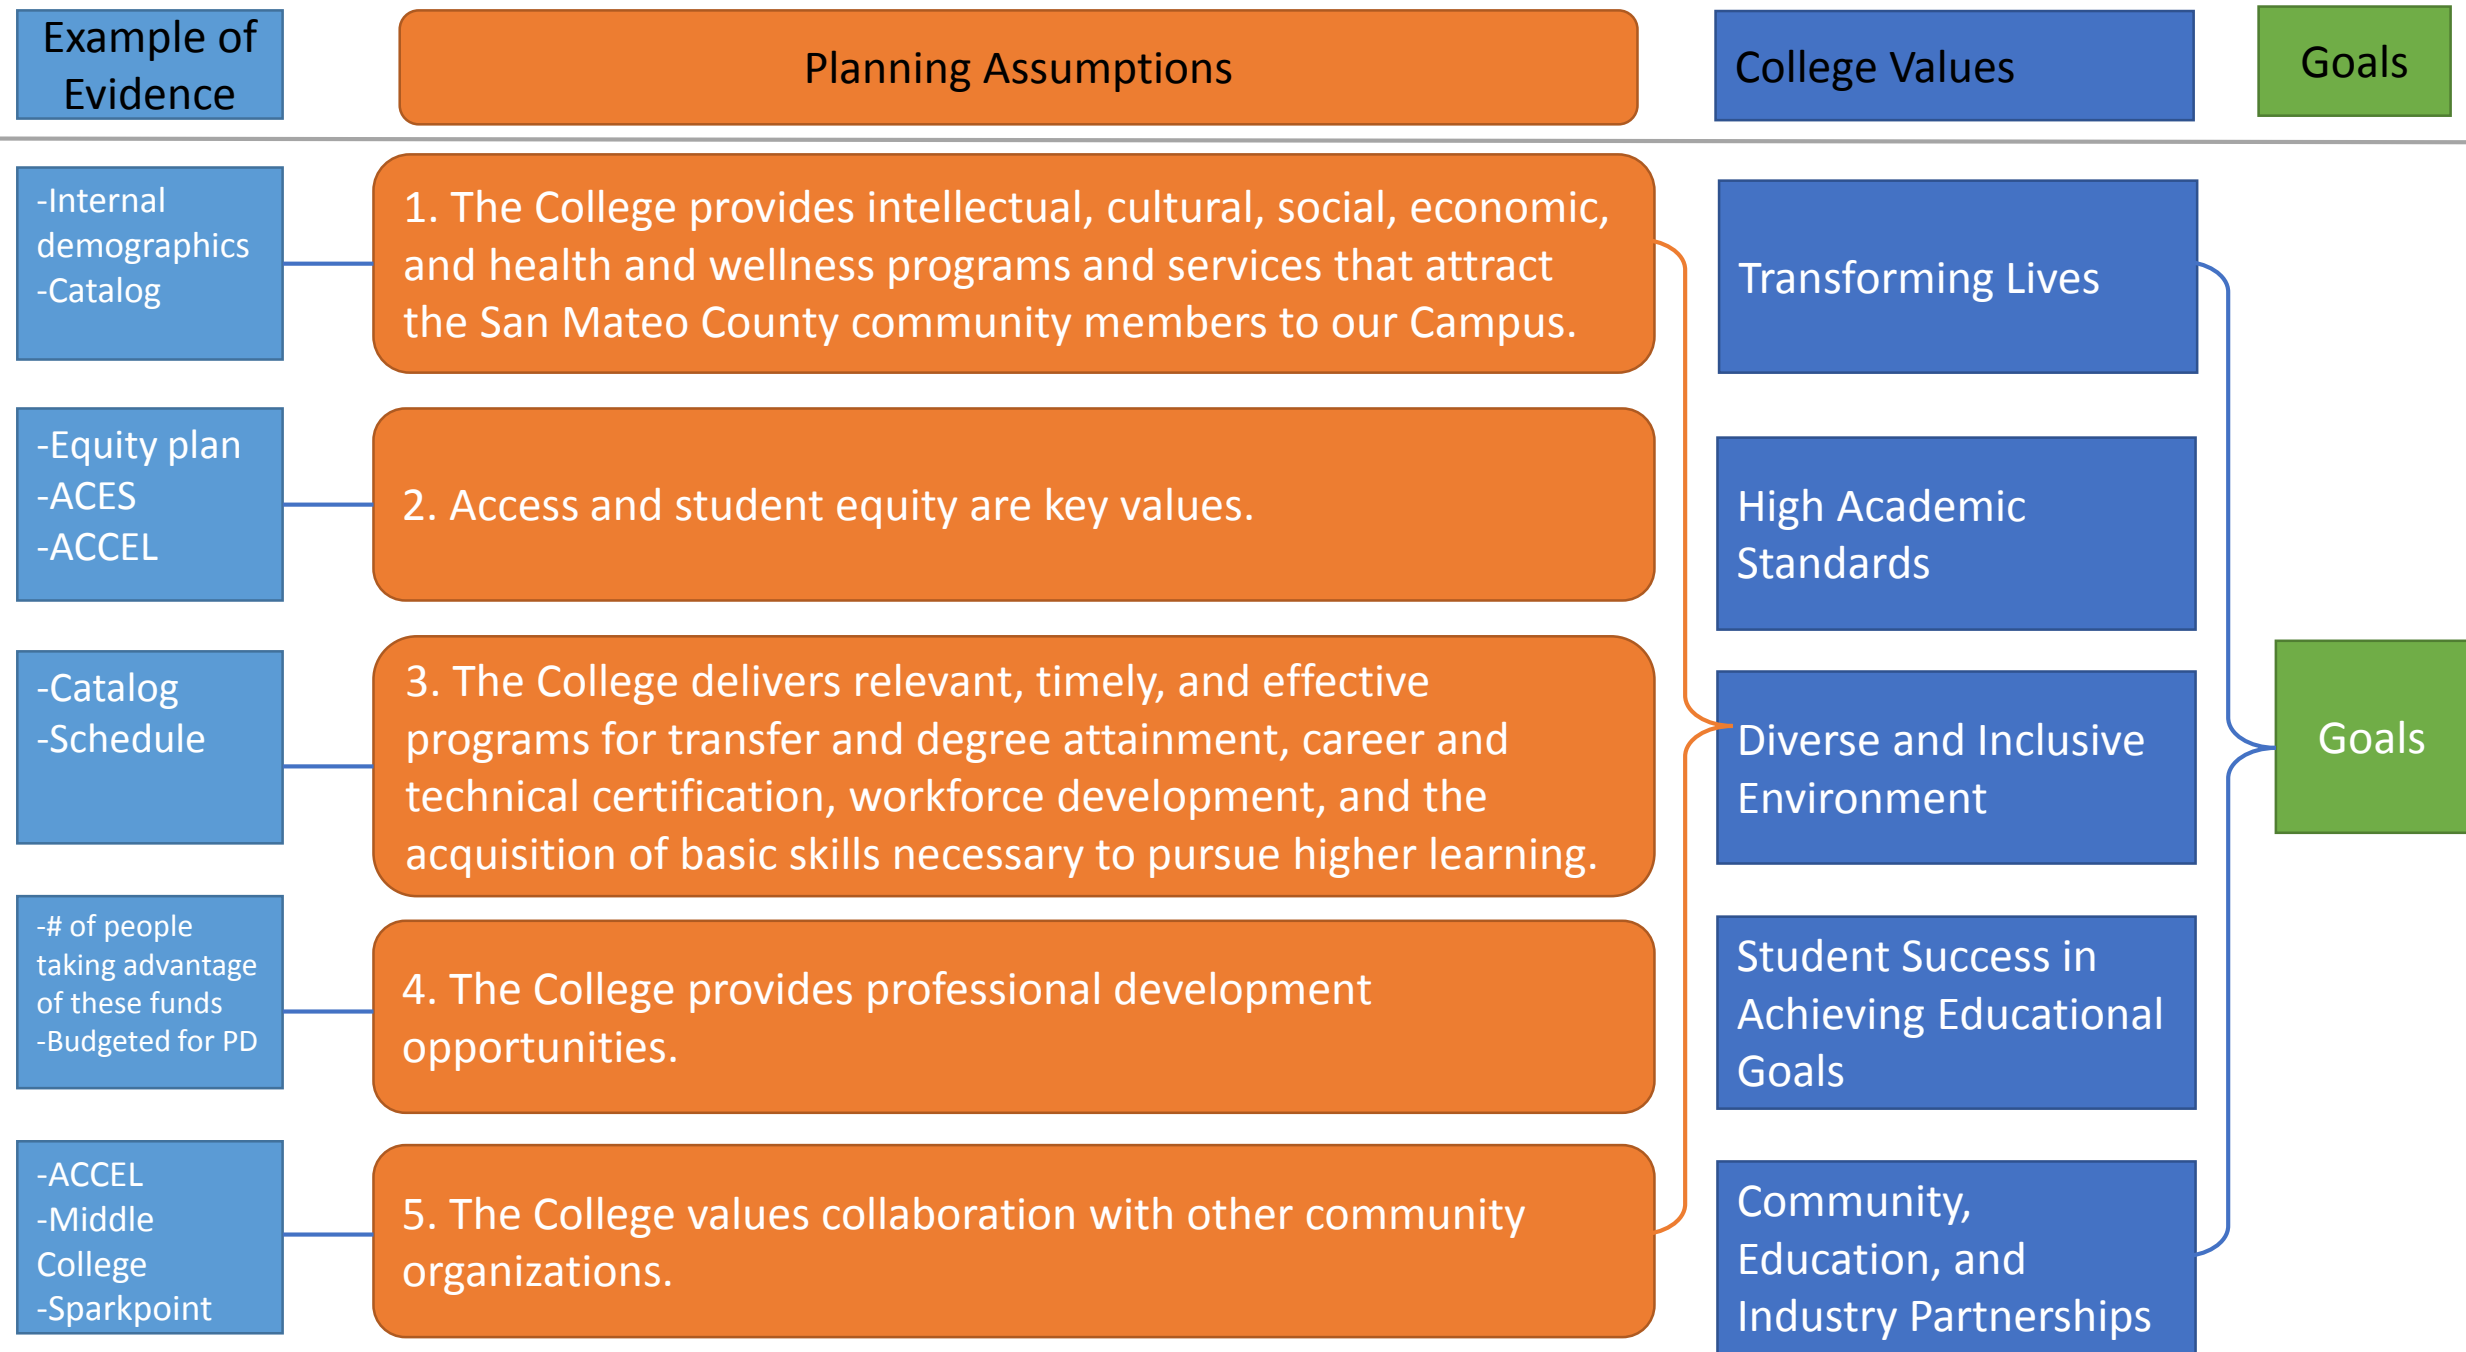 Example of
Evidence
Planning Assumptions
College Values
Goals
-Internal
demographics
-Catalog
1. The College provides intellectual, cultural, social, economic,
and health and wellness programs and services that attract
the San Mateo County community members to our Campus.
Transforming Lives
-Equity plan
-ACES
-ACCEL
2. Access and student equity are key values.
High Academic
Standards
-Catalog
-Schedule
3. The College delivers relevant, timely, and effective
programs for transfer and degree attainment, career and
technical certification, workforce development, and the
acquisition of basic skills necessary to pursue higher learning.
Diverse and Inclusive
Environment
Goals
-# of people
taking advantage
of these funds
-Budgeted for PD
4. The College provides professional development
opportunities.
Student Success in
Achieving Educational
Goals
-ACCEL
-Middle
College
-Sparkpoint
5. The College values collaboration with other community
organizations.
Community,
Education, and
Industry Partnerships